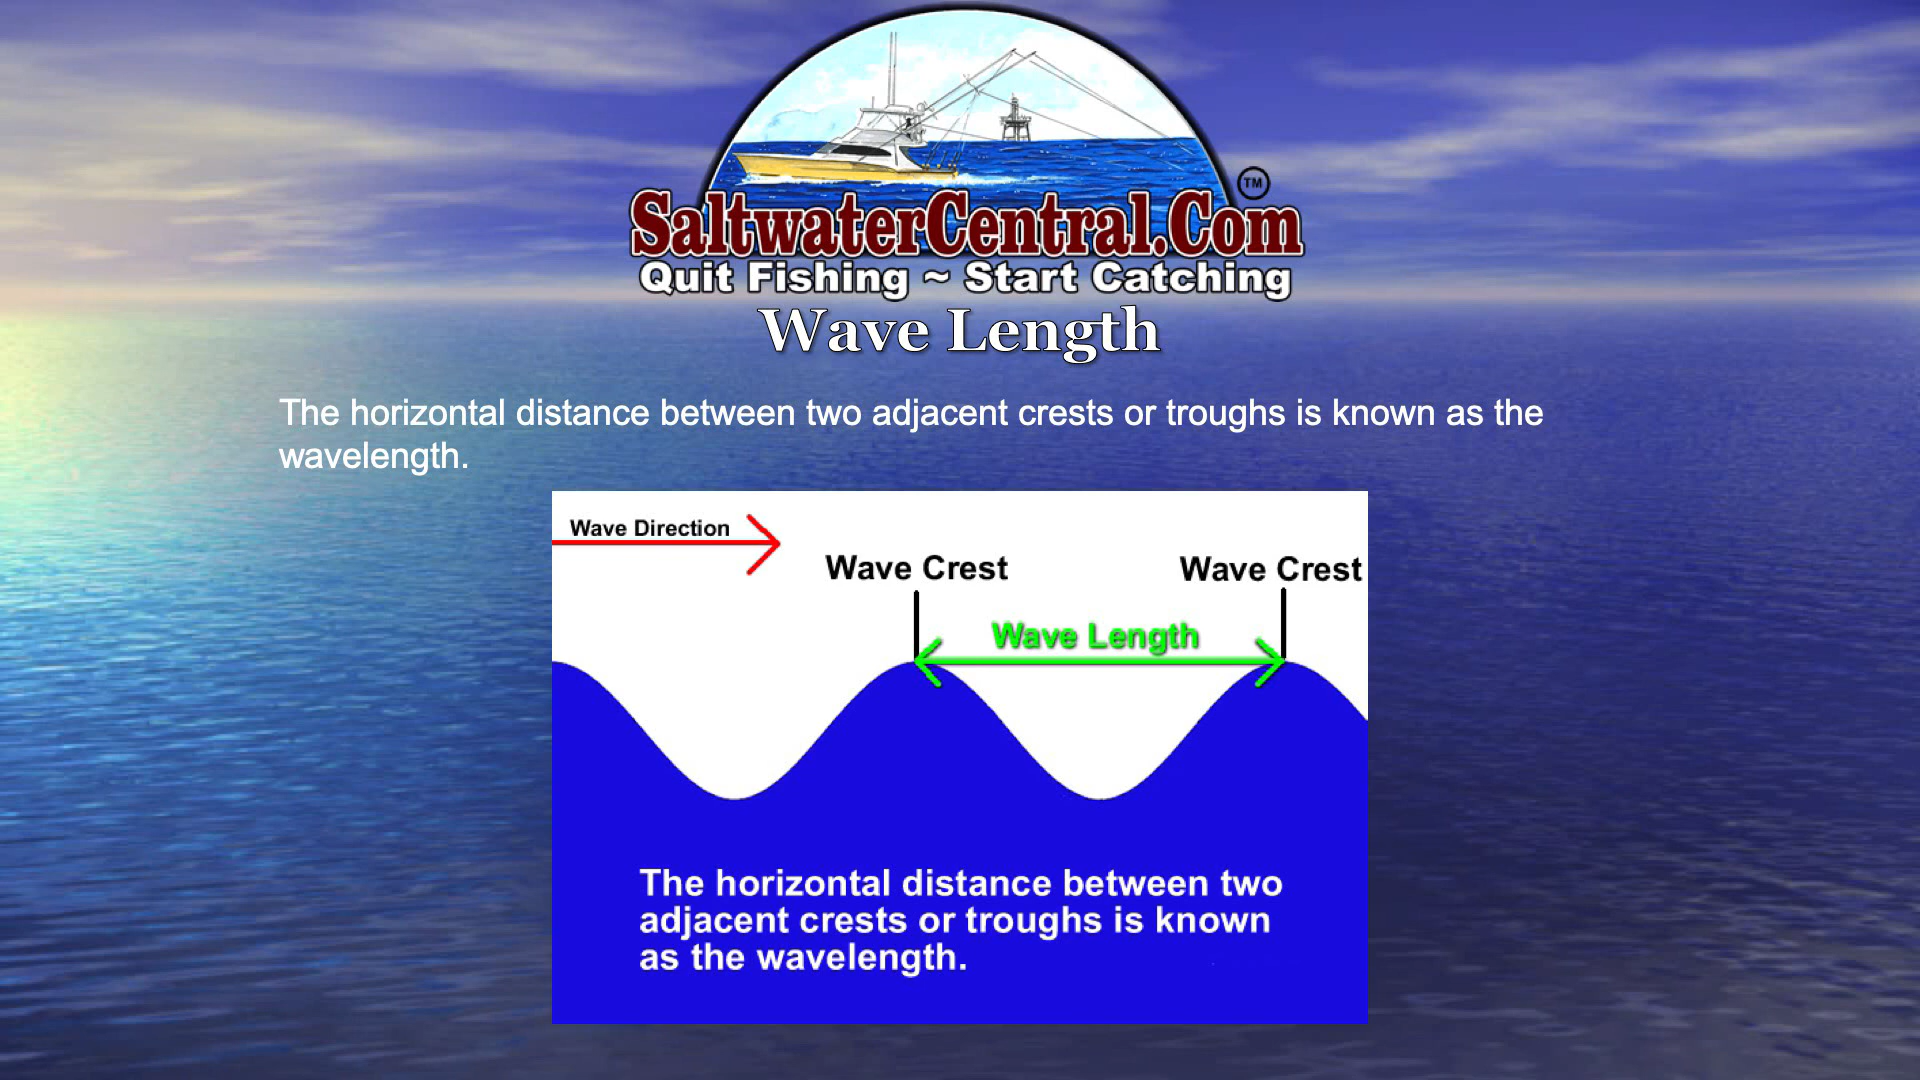 TM
SaltwaterCentral.Com
Quit Fishing ~ Start Catching
Wave Length
The horizontal distance between two adjacent crests or troughs is known as the
wavelength.
Wave Direction
Wave Crest
Wave Crest
Wave Length
The horizontal distance between two
adjacent crests or troughs is known
as the wavelength.